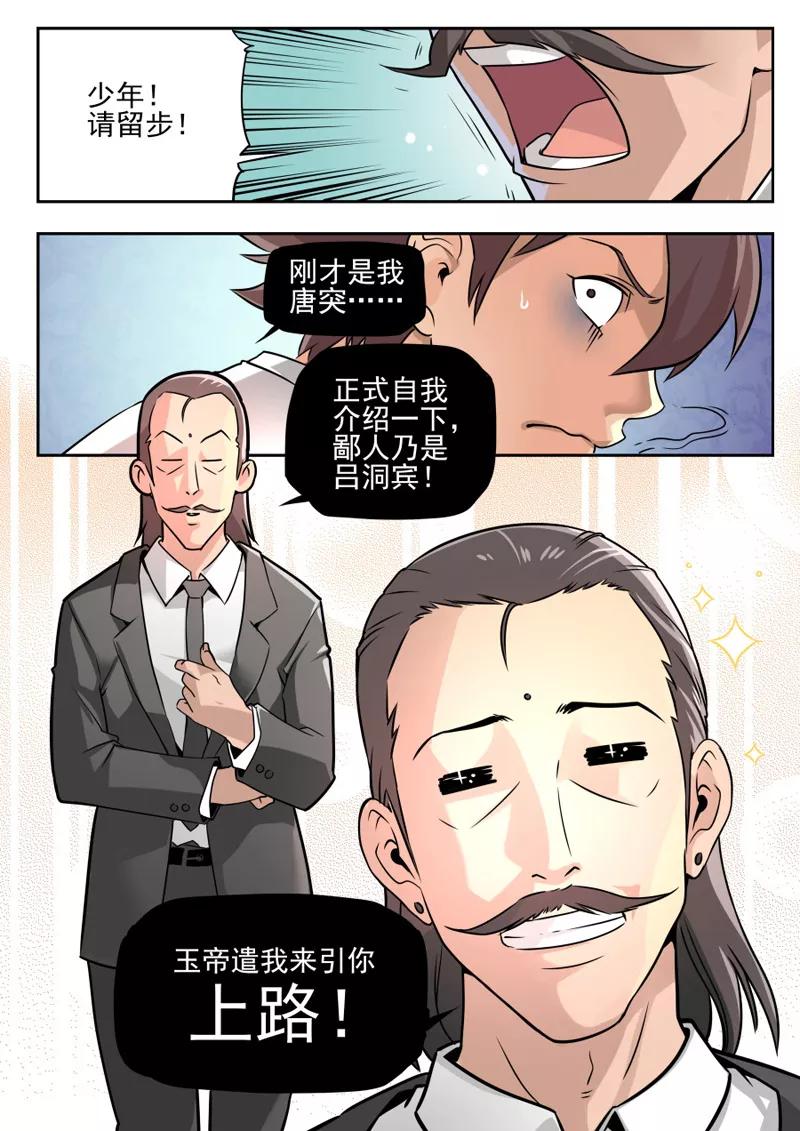 少年！
请留步！
刚才是我
唐突……
正式自我
介绍一下，
鄙人乃是
吕洞宾！
玉帝遣我来引你
上路！